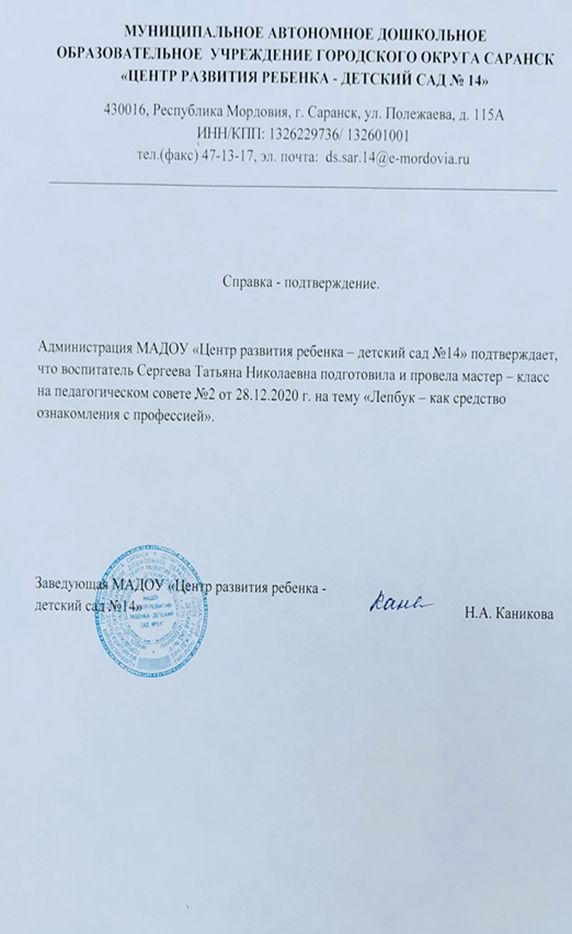 МУНИЦИПАЛЬНОЕ АВТОНОМНОЕ ДОШКОЛЬНОЕ
ОБРАЗОВАТЕЛЬНОЕ УЧРЕЖДЕНИЕ ГОРОДСКОГО ОКРУГА САРАНСК
«ЦЕНТР РАЗВИТИЯ РЕБЕНКА - ДЕТСКИЙ САД № 14»
430016, Республика Мордовия, г. Саранск, ул. Полежаева, д. 115А
ИНН/КПП: 1326229736/ 132601001
тел.(факс) 47-13-17, эл. почта: ds.sar.14@e-mordovia.ru
Справка - подтверждение.
Администрация МАДОУ «Центр развития ребенка – детский сад №14» подтверждает,
что воспитатель Сергеева Татьяна Николаевна подготовила и провела мастер – класс
на педагогическом совете №2 от 28.12.2020 г. на тему «Лепбук – как средство
ознакомления с профессией».
Заведующая МАДОУ «Центр развития ребенка -
детский сад №14»
Н.А. Каникова